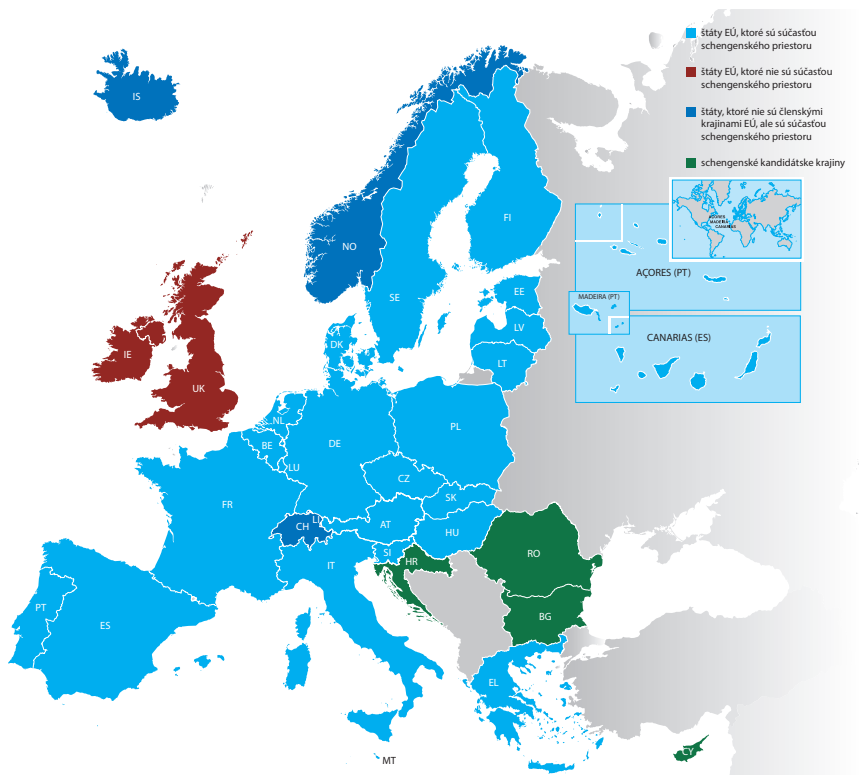 štáty EÚ, ktoré sú súčasťou
schengenského priestoru
štáty EÚ, ktoré nie sú súčasťou
schengenského priestoru
štáty, ktoré nie sú členskými
krajinami EÚ, ale sú súčasťou
schengenského priestoru
schengenské kandidátske krajiny
AÇORES
MADEIRA
CANARIAS
AÇORES (PT)
MADEIRA (PT)
CANARIAS (ES)
IS
NO
SE
FI
EE
LV
LT
DK
IE
UK
NL
BE
LU
DE
PL
CZ
SK
FR
CH
LI
AT
HU
SI
HR
IT
RO
BG
PT
ES
EL
MT
CY